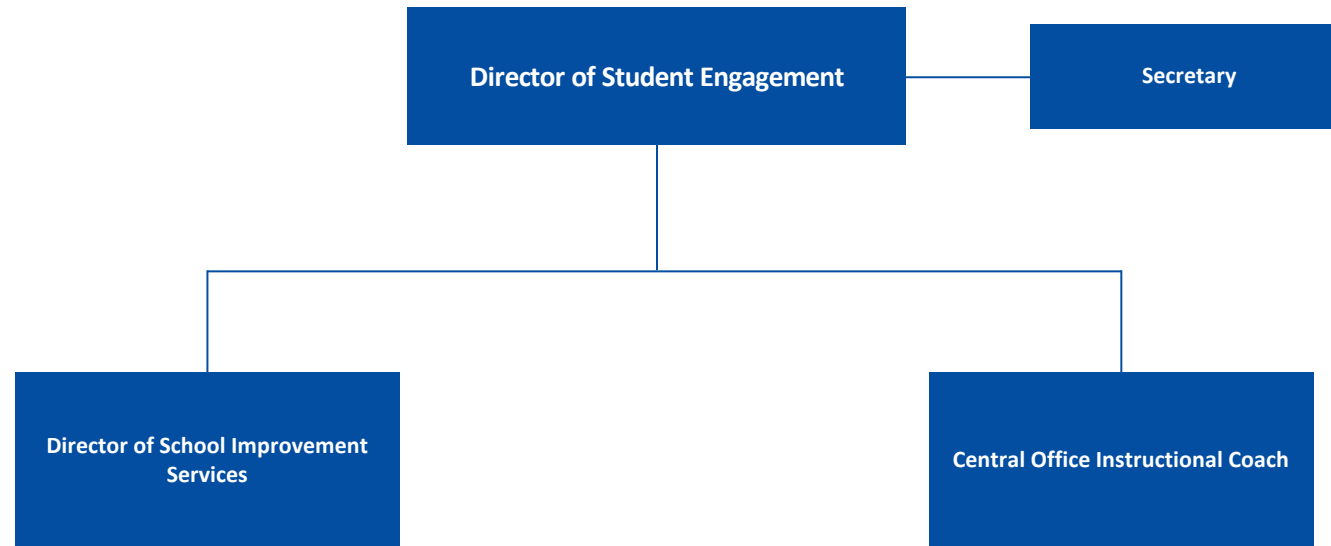 Director of Student Engagement
Secretary
Director of School Improvement
Services
Central Office Instructional Coach